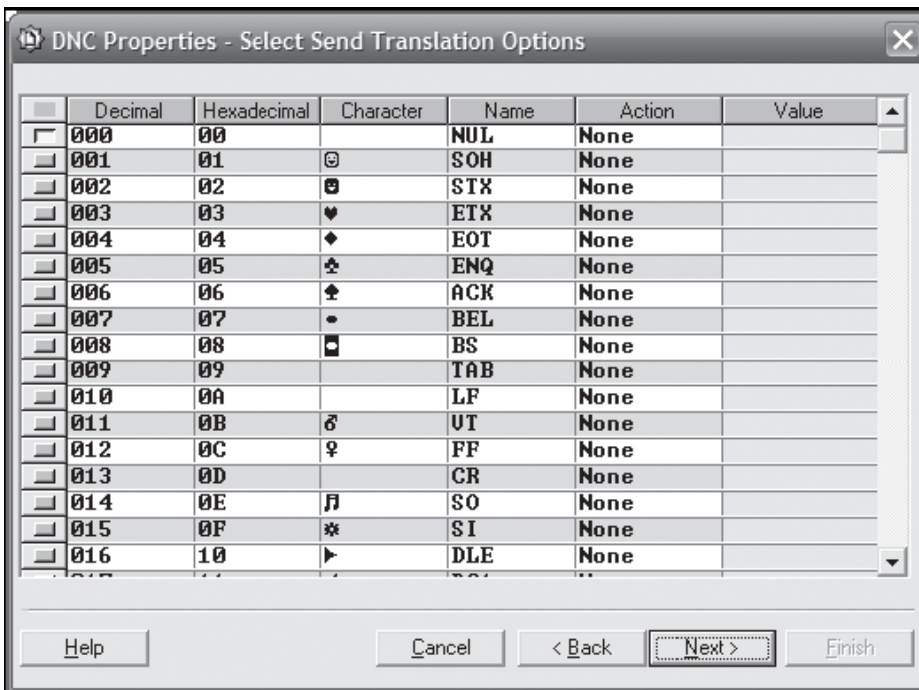 DNC Properties - Select Send Translation Options
Decimal Hexadecimal Character Name Action Value
000 00 NUL None
001 01 ☺ SOH None
002 02 ☻ STX None
003 03 ♥ ETX None
004 04 ♦ EOT None
005 05 ♣ ENQ None
006 06 ♠ ACK None
007 07 • BEL None
008 08 ◘ BS None
009 09 TAB None
010 0A LF None
011 0B ♂ VT None
012 0C ♀ FF None
013 0D CR None
014 0E ♫ SO None
015 0F ☼ SI None
016 10 ► DLE None
Help Cancel < Back Next > Finish